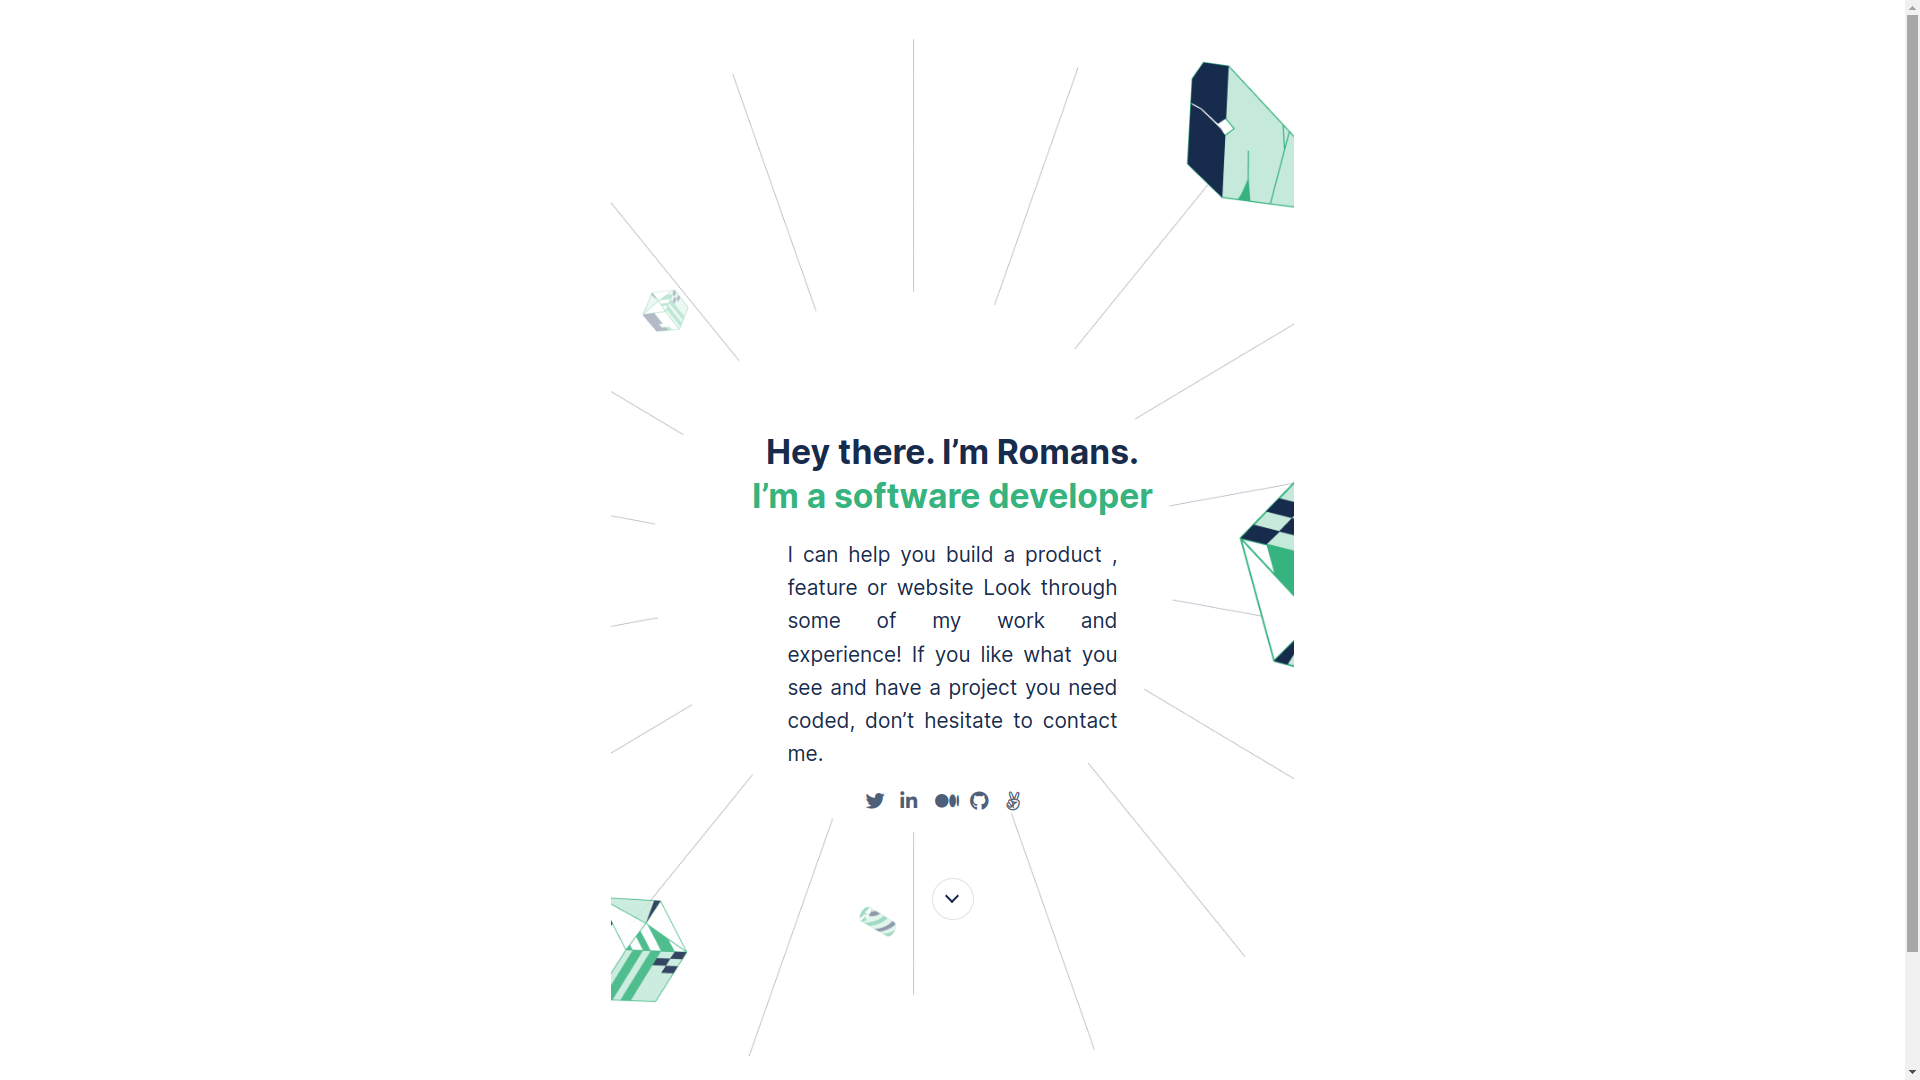 Hey there. I’m Romans.
I’m a software developer
I can help you build a product ,
feature or website Look through
some of my work and
experience! If you like what you
see and have a project you need
coded, don’t hesitate to contact
me.